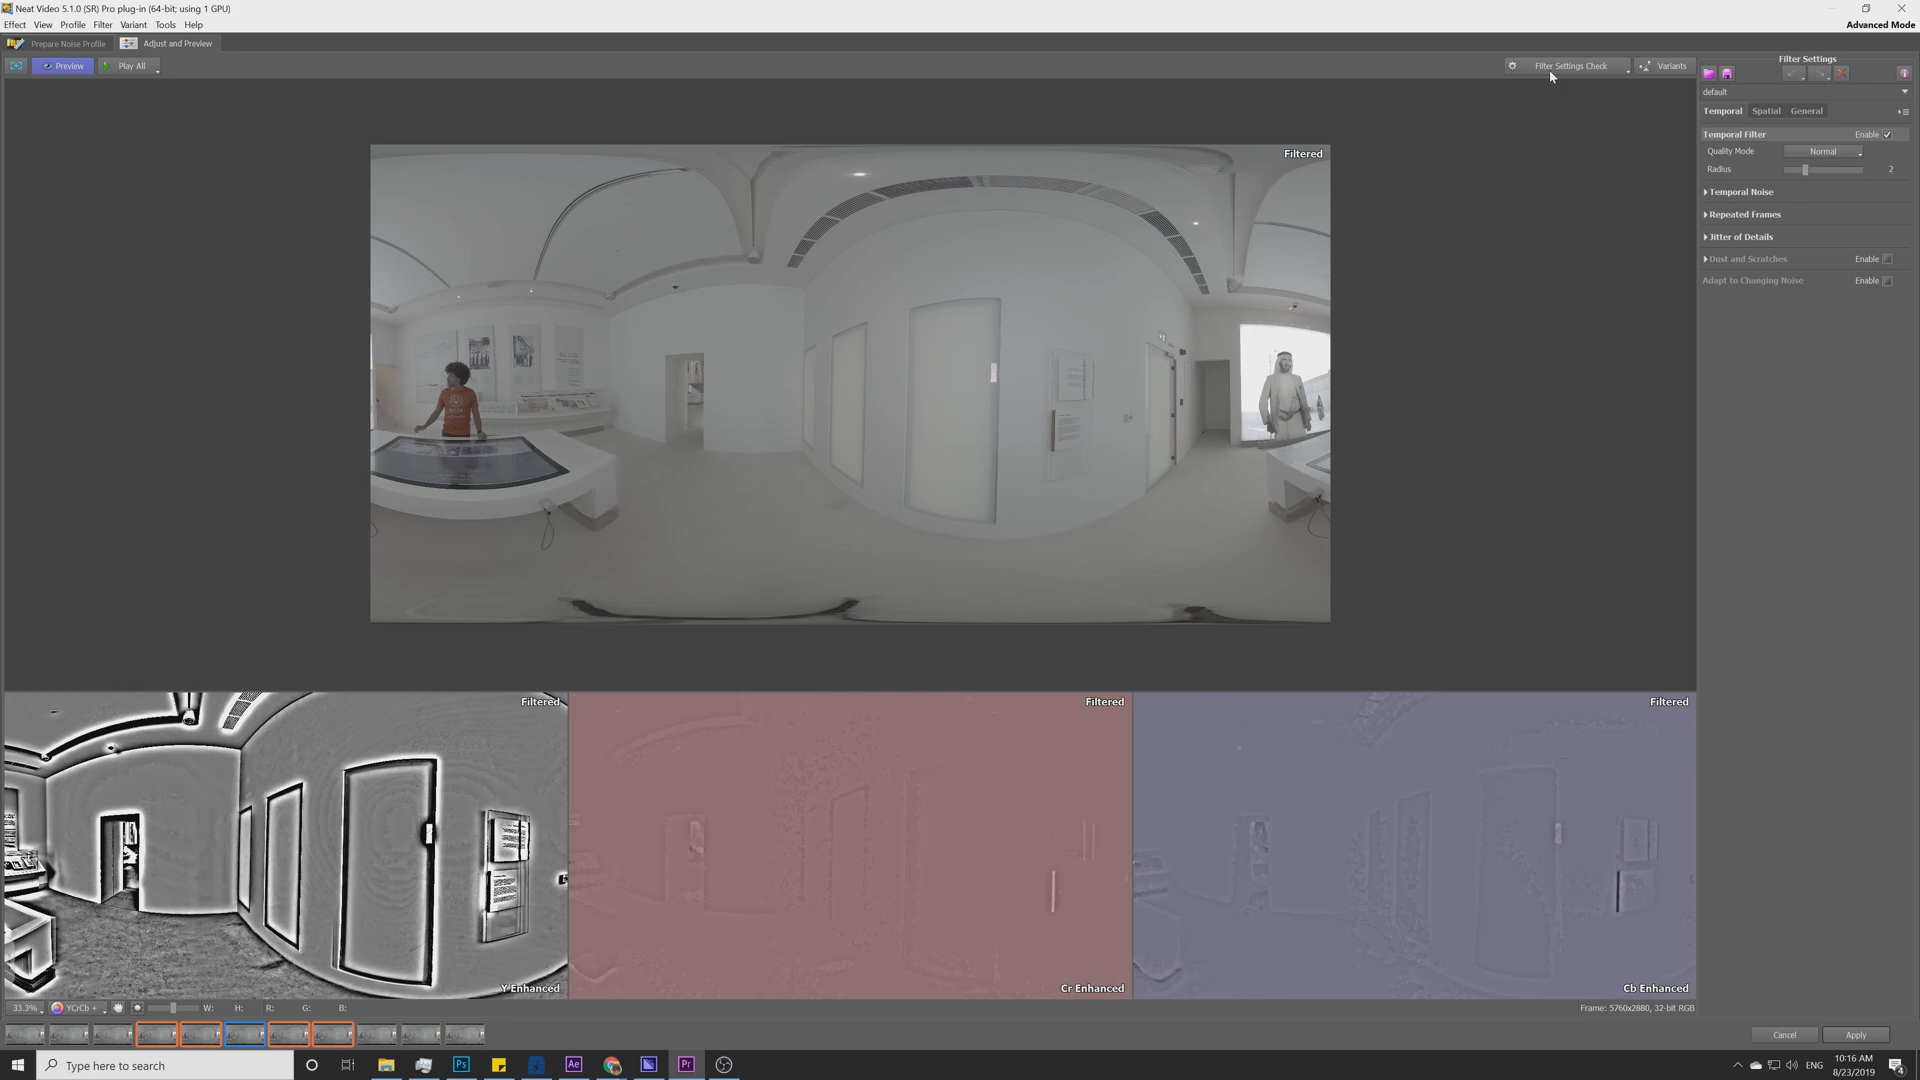 Neat Video 5.1.0 (SR) Pro plug-in (64-bit; using 1 GPU)
Effect View Profile Filter Variant Tools Help
Advanced Mode
Prepare Noise Profile Adjust and Preview
Preview Play All
Filter Settings Check Variants
Filter Settings
default
Temporal Spatial General
Temporal Filter Enable
Quality Mode Normal
Radius 2
Temporal Noise
Repeated Frames
Jitter of Details
Dust and Scratches Enable
Adapt to Changing Noise Enable
Filtered
Filtered
Filtered
Filtered
Y Enhanced
Cr Enhanced
Cb Enhanced
33.3% YCrCb + W: H: R: G: B:
Frame: 5760x2880, 32-bit RGB
Cancel Apply
Type here to search
Ps
Ae
Pr
ENG
10:16 AM
8/23/2019
4